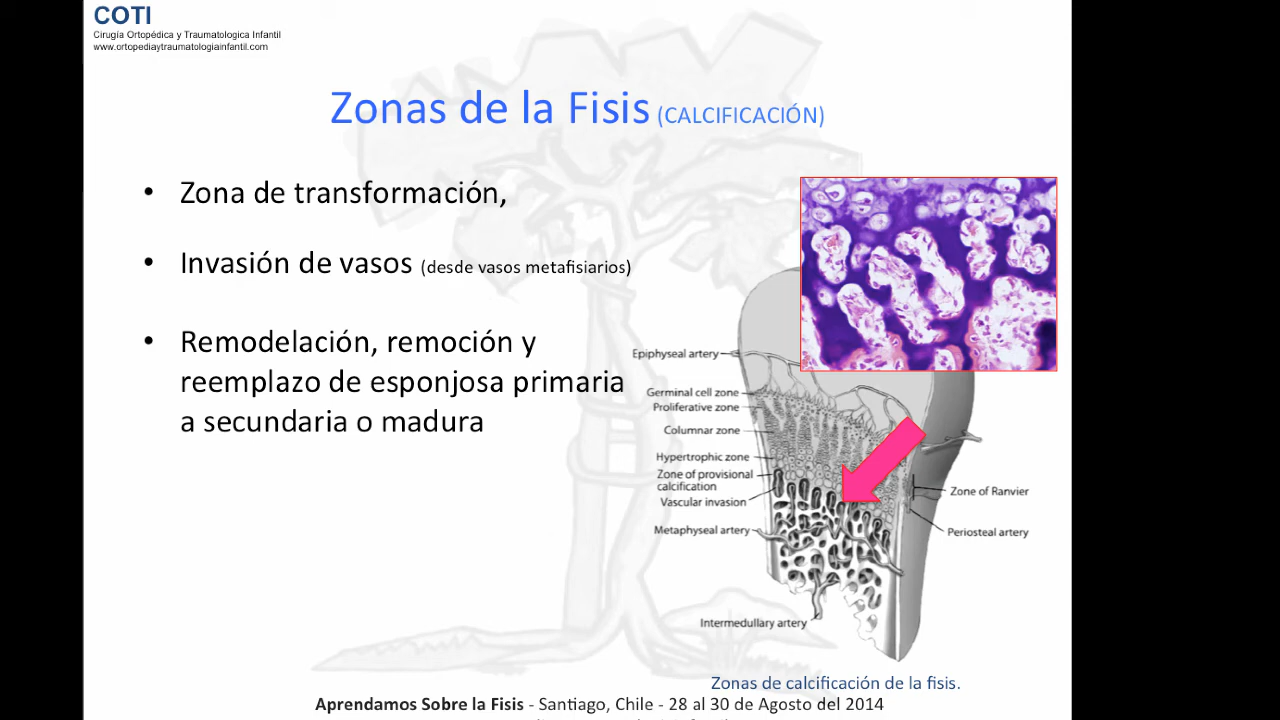 COTI
Cirugía Ortopédica y Traumatologica Infantil
www.ortopediaytraumatologiainfantil.com
Zonas de la Fisis (CALCIFICACIÓN)
• Zona de transformación,
• Invasión de vasos (desde vasos metafisiarios)
• Remodelación, remoción y
reemplazo de esponjosa primaria
a secundaria o madura
Epiphyseal artery
Germinal cell zone
Proliferative zone
Columnar zone
Hypertrophic zone
Zone of provisional
calcification
Vascular invasion
Metaphyseal artery
Intermedullary artery
Zone of Ranvier
Periosteal artery
Zonas de calcificación de la fisis.
Aprendamos Sobre la Fisis - Santiago, Chile - 28 al 30 de Agosto del 2014